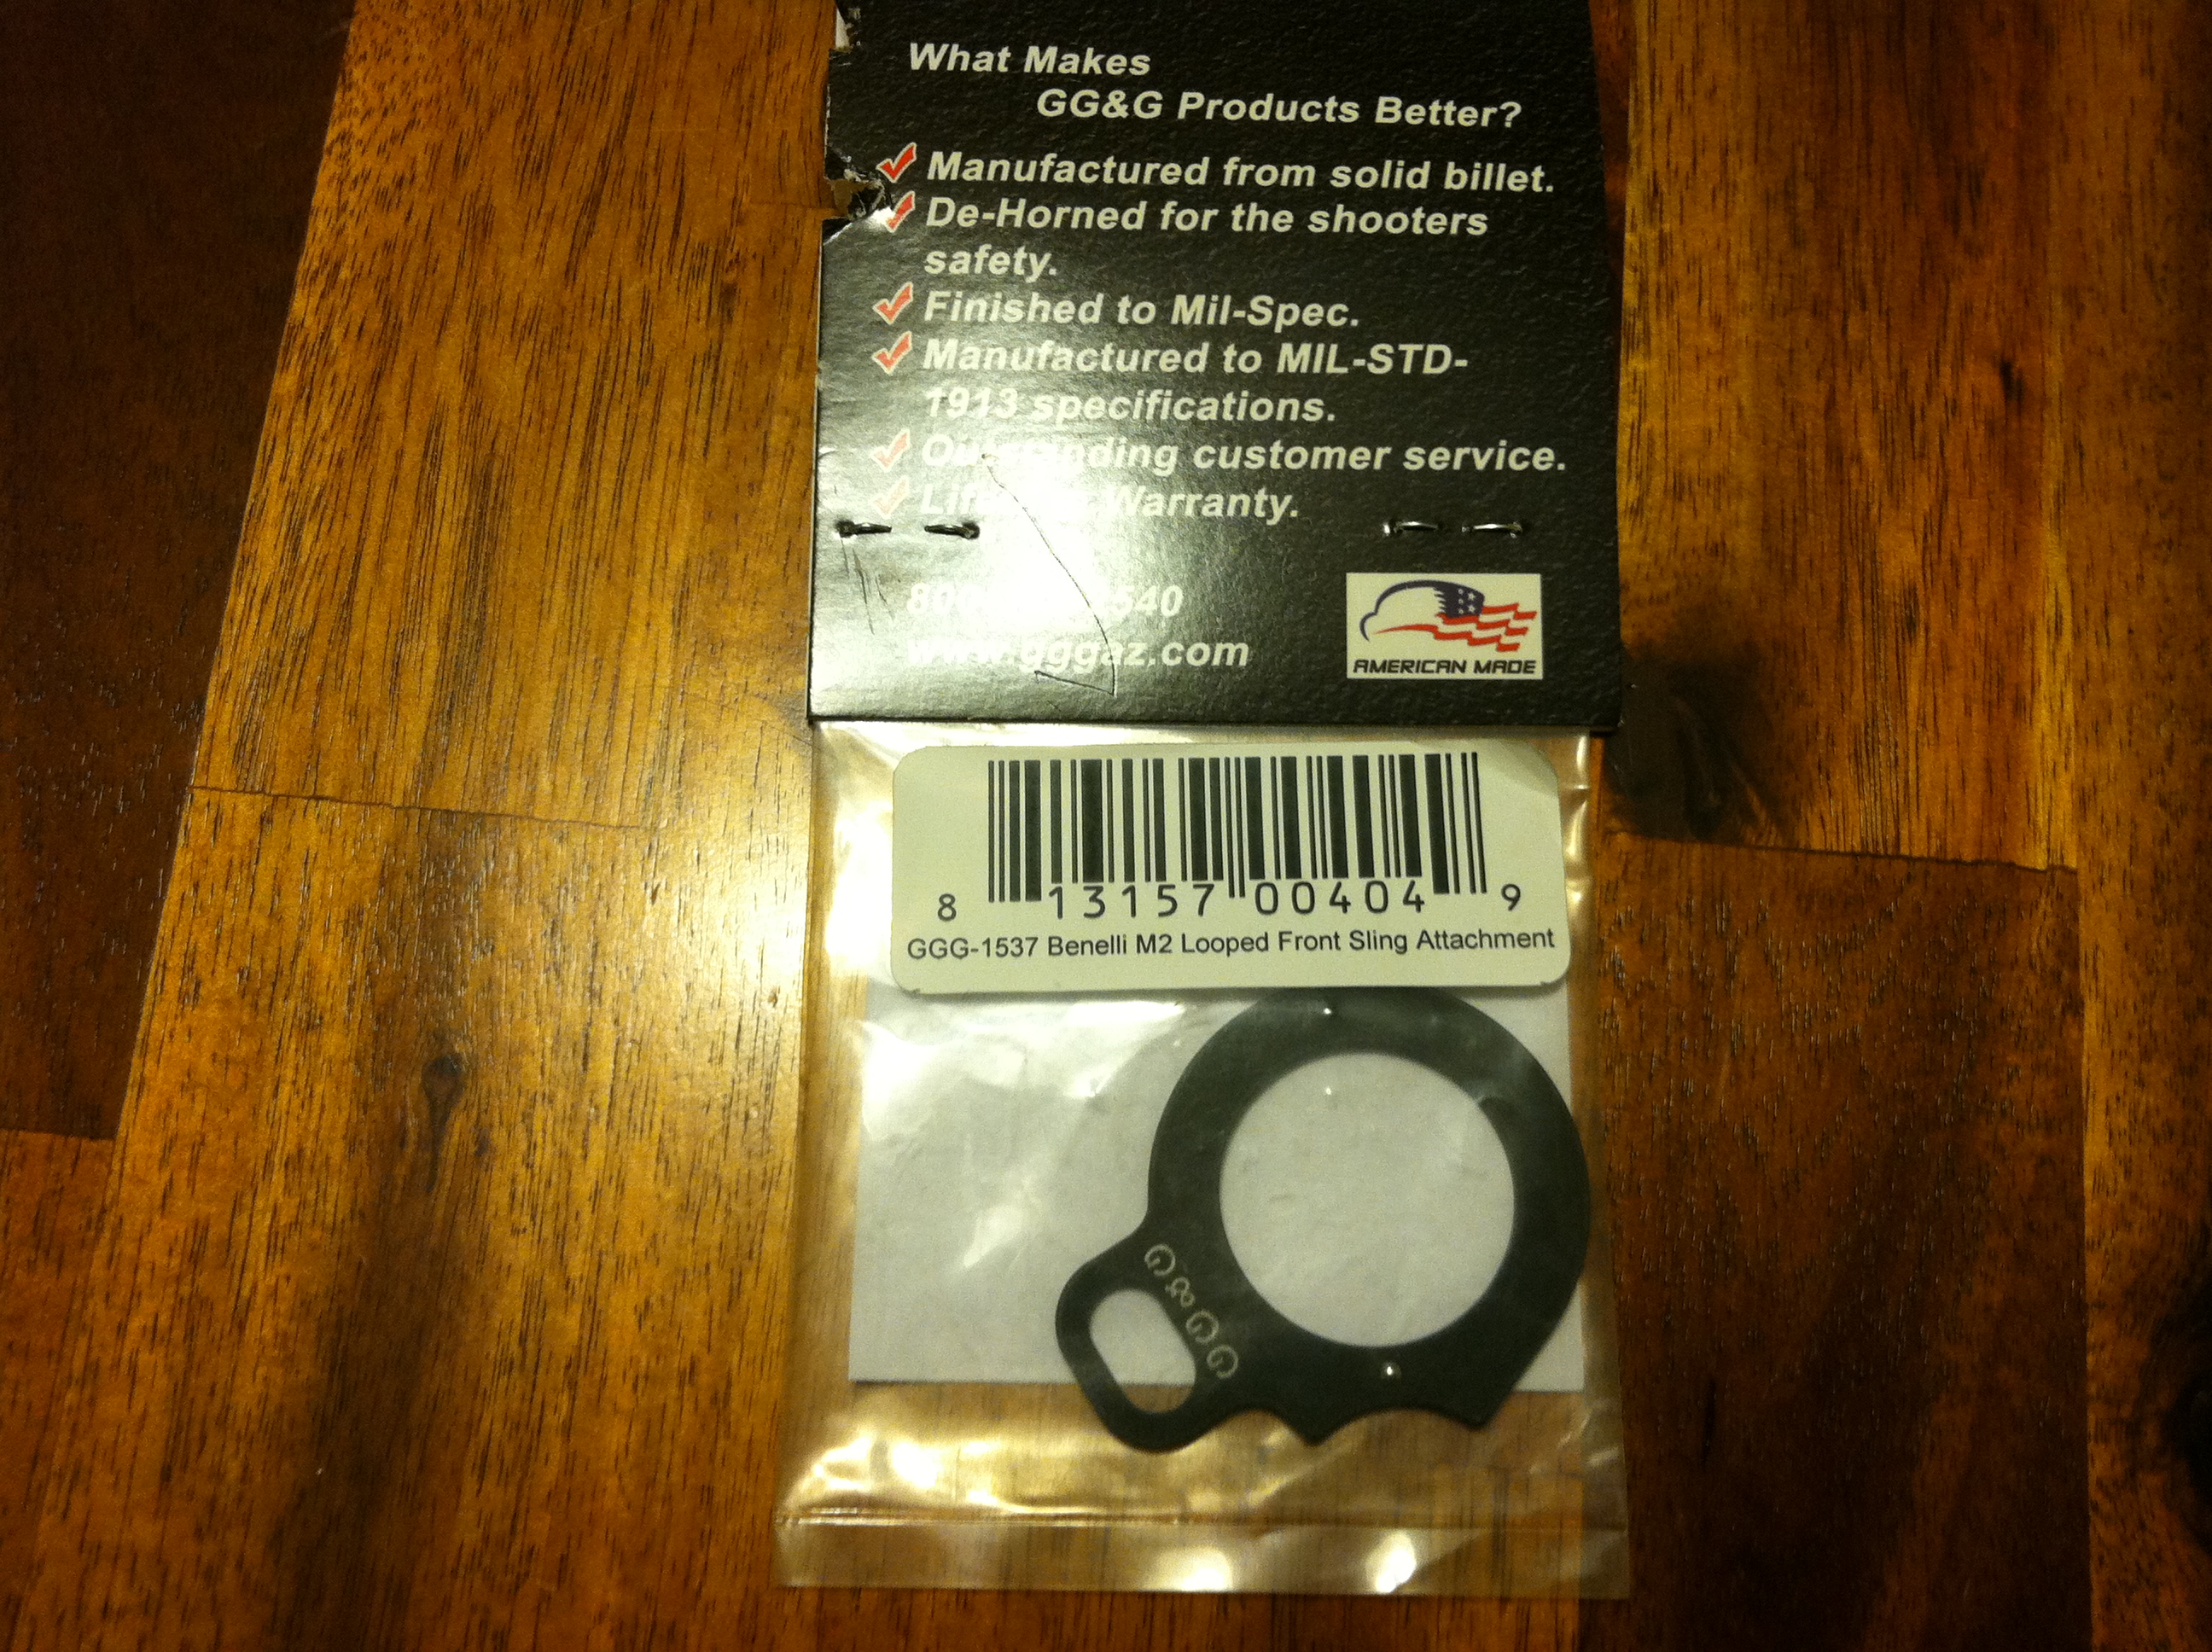 What Makes
GG&G Products Better?
Manufactured from solid billet.
De-Horned for the shooters
safety.
Finished to Mil-Spec.
Manufactured to MIL-STD-
1913 specifications.
Outstanding customer service.
Warranty.
www.gggaz.com
AMERICAN MADE
8 13157 00404 9
GGG-1537 Benelli M2 Looped Front Sling Attachment
G&GG